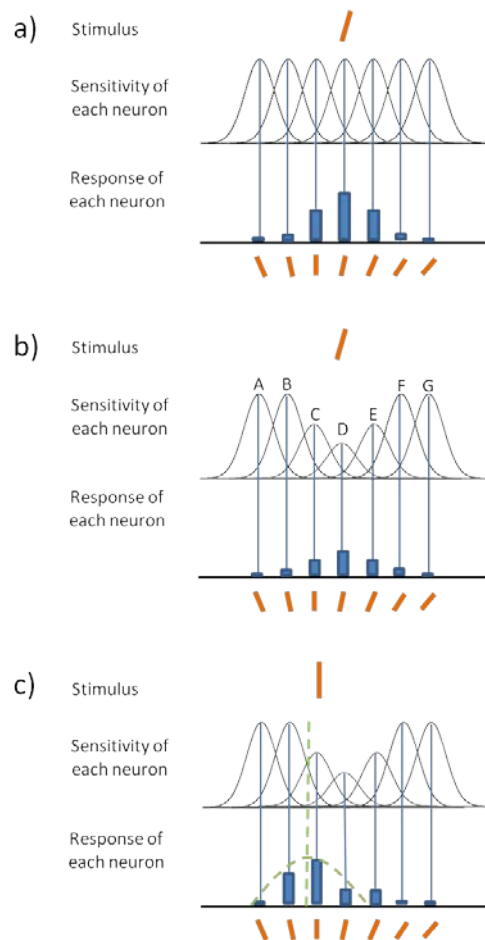 a)
Stimulus
Sensitivity of
each neuron
Response of
each neuron
b)
Stimulus
A B C D E F G
Sensitivity of
each neuron
Response of
each neuron
c)
Stimulus
Sensitivity of
each neuron
Response of
each neuron